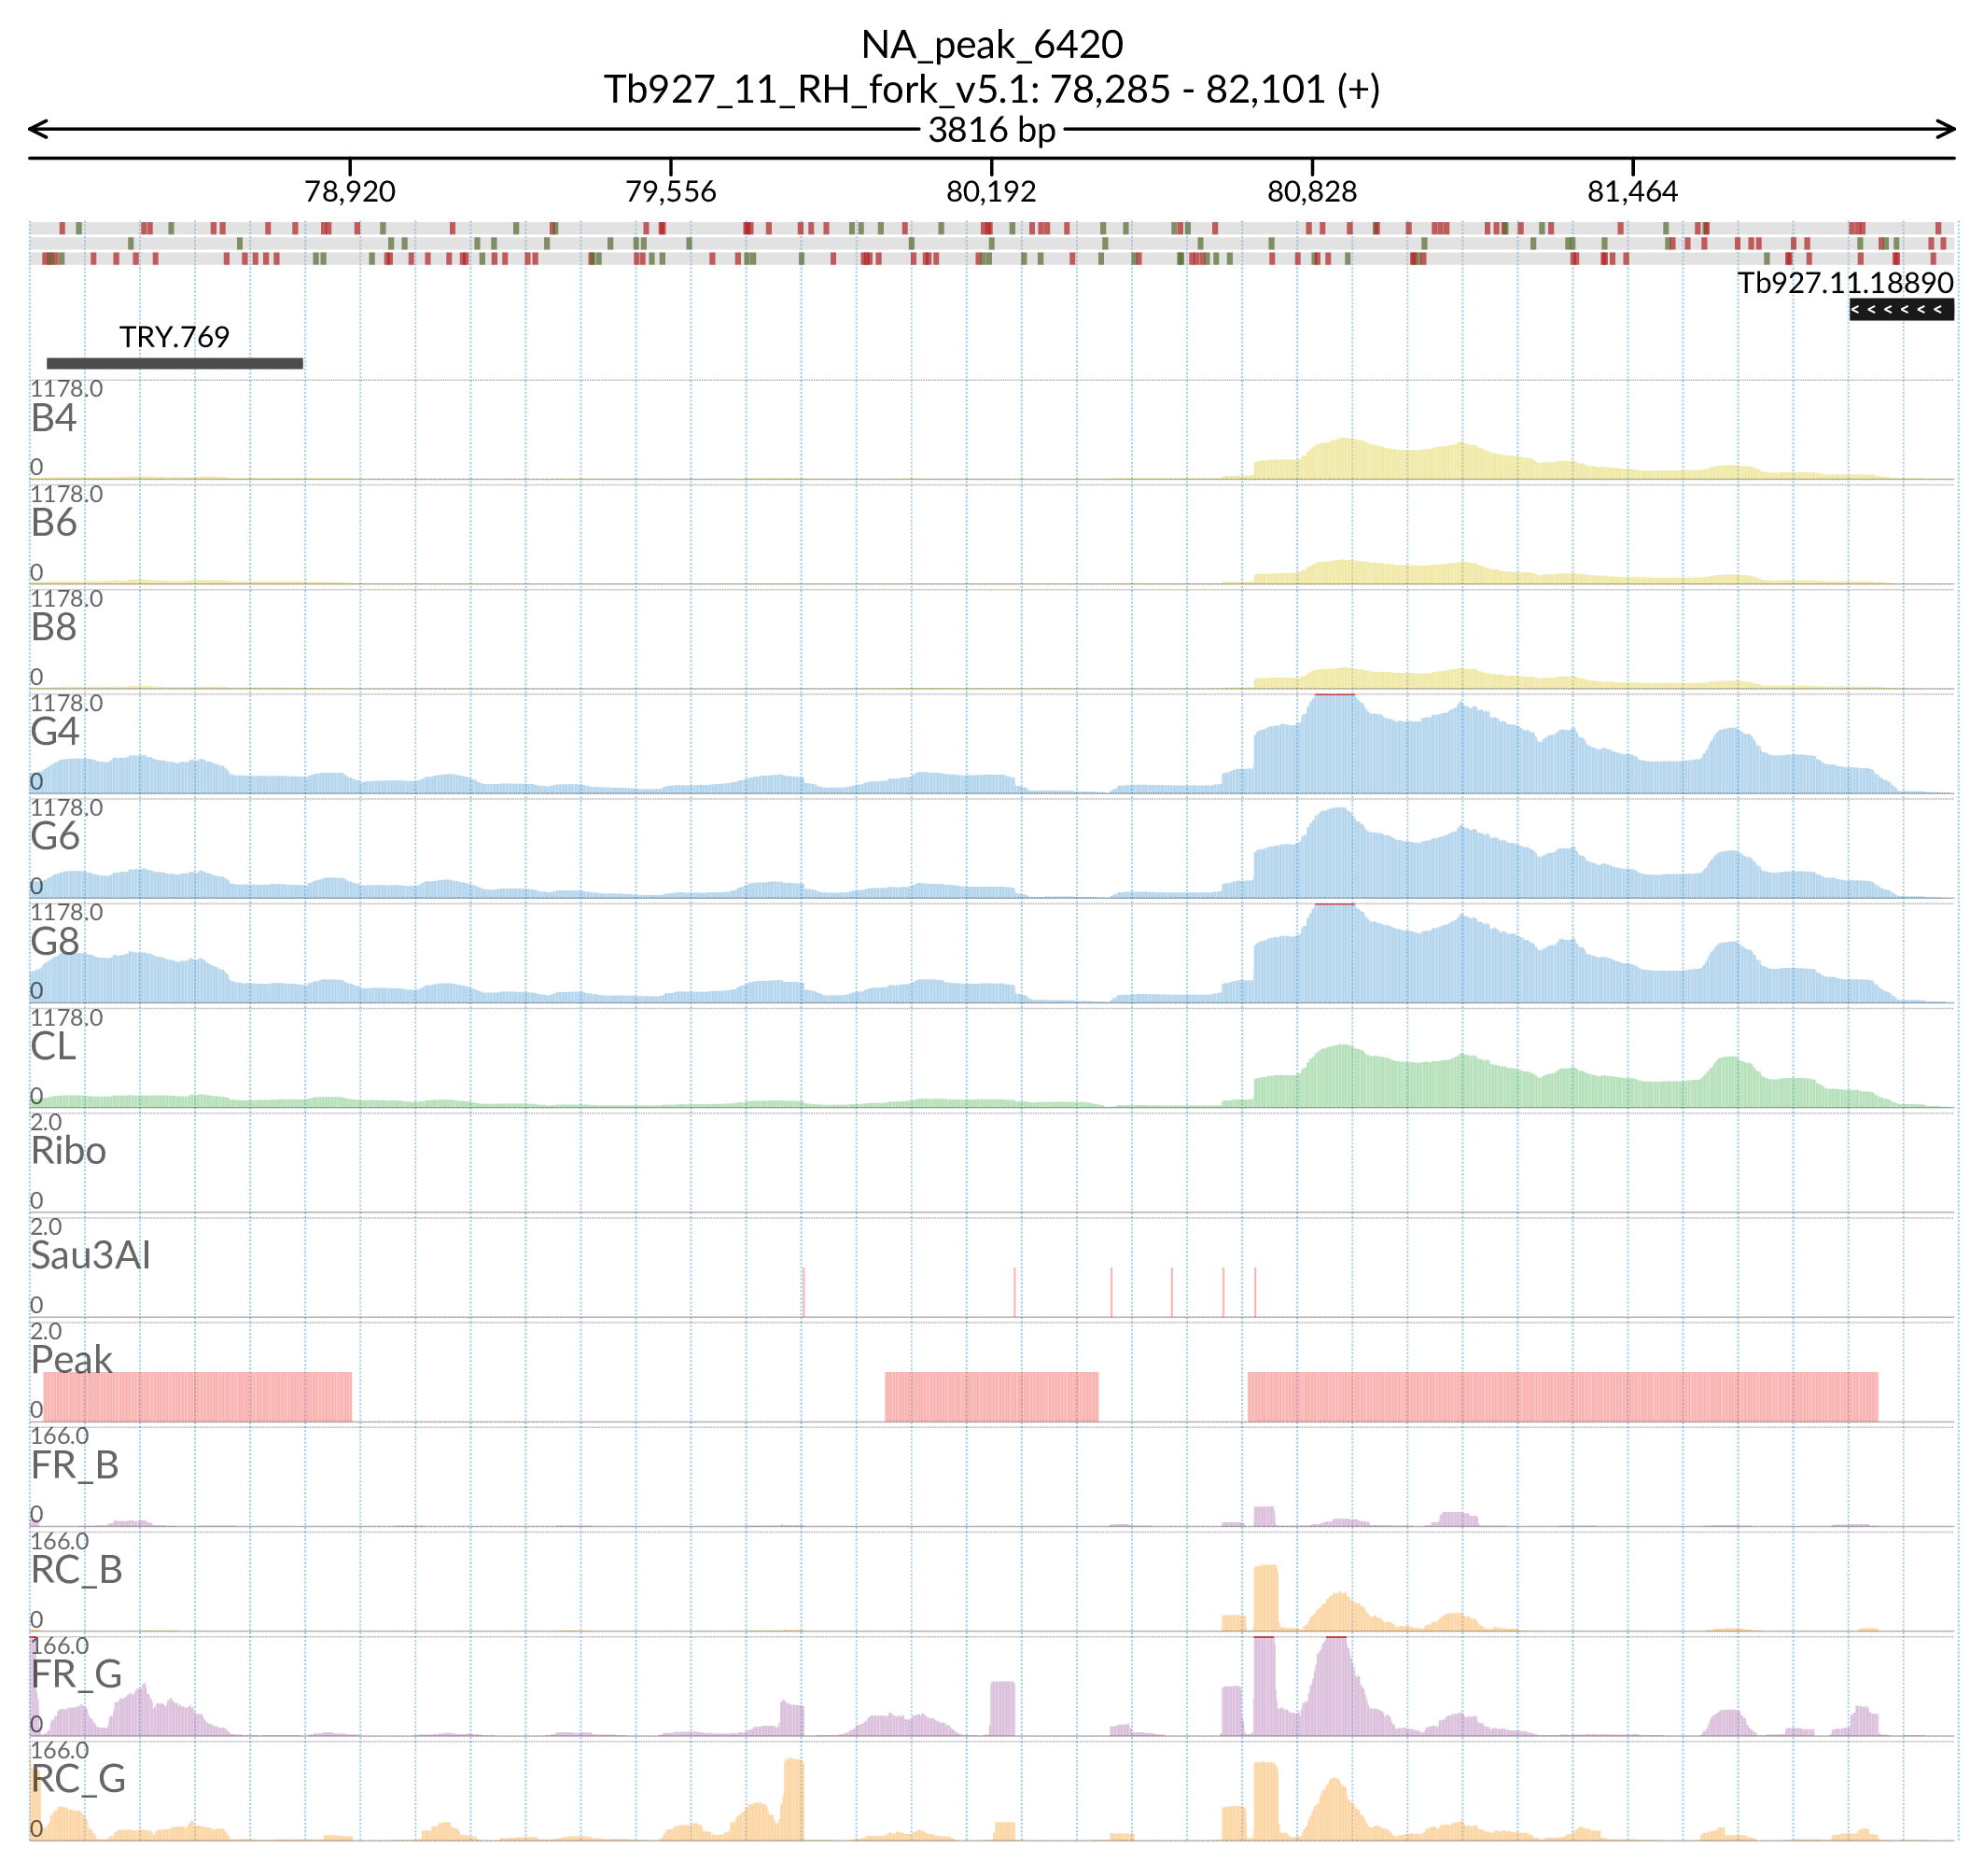 NA_peak_6420
Tb927_11_RH_fork_v5.1: 78,285 - 82,101 (+)
3816 bp
78,920 79,556 80,192 80,828 81,464
Tb927.11.18890
< < < < < <
TRY.769
1178.0
B4
0
1178.0
B6
0
1178.0
B8
0
1178.0
G4
0
1178.0
G6
0
1178.0
G8
0
1178.0
CL
0
2.0
Ribo
0
2.0
Sau3AI
0
2.0
Peak
0
166.0
FR_B
0
166.0
RC_B
0
166.0
FR_G
0
166.0
RC_G
0